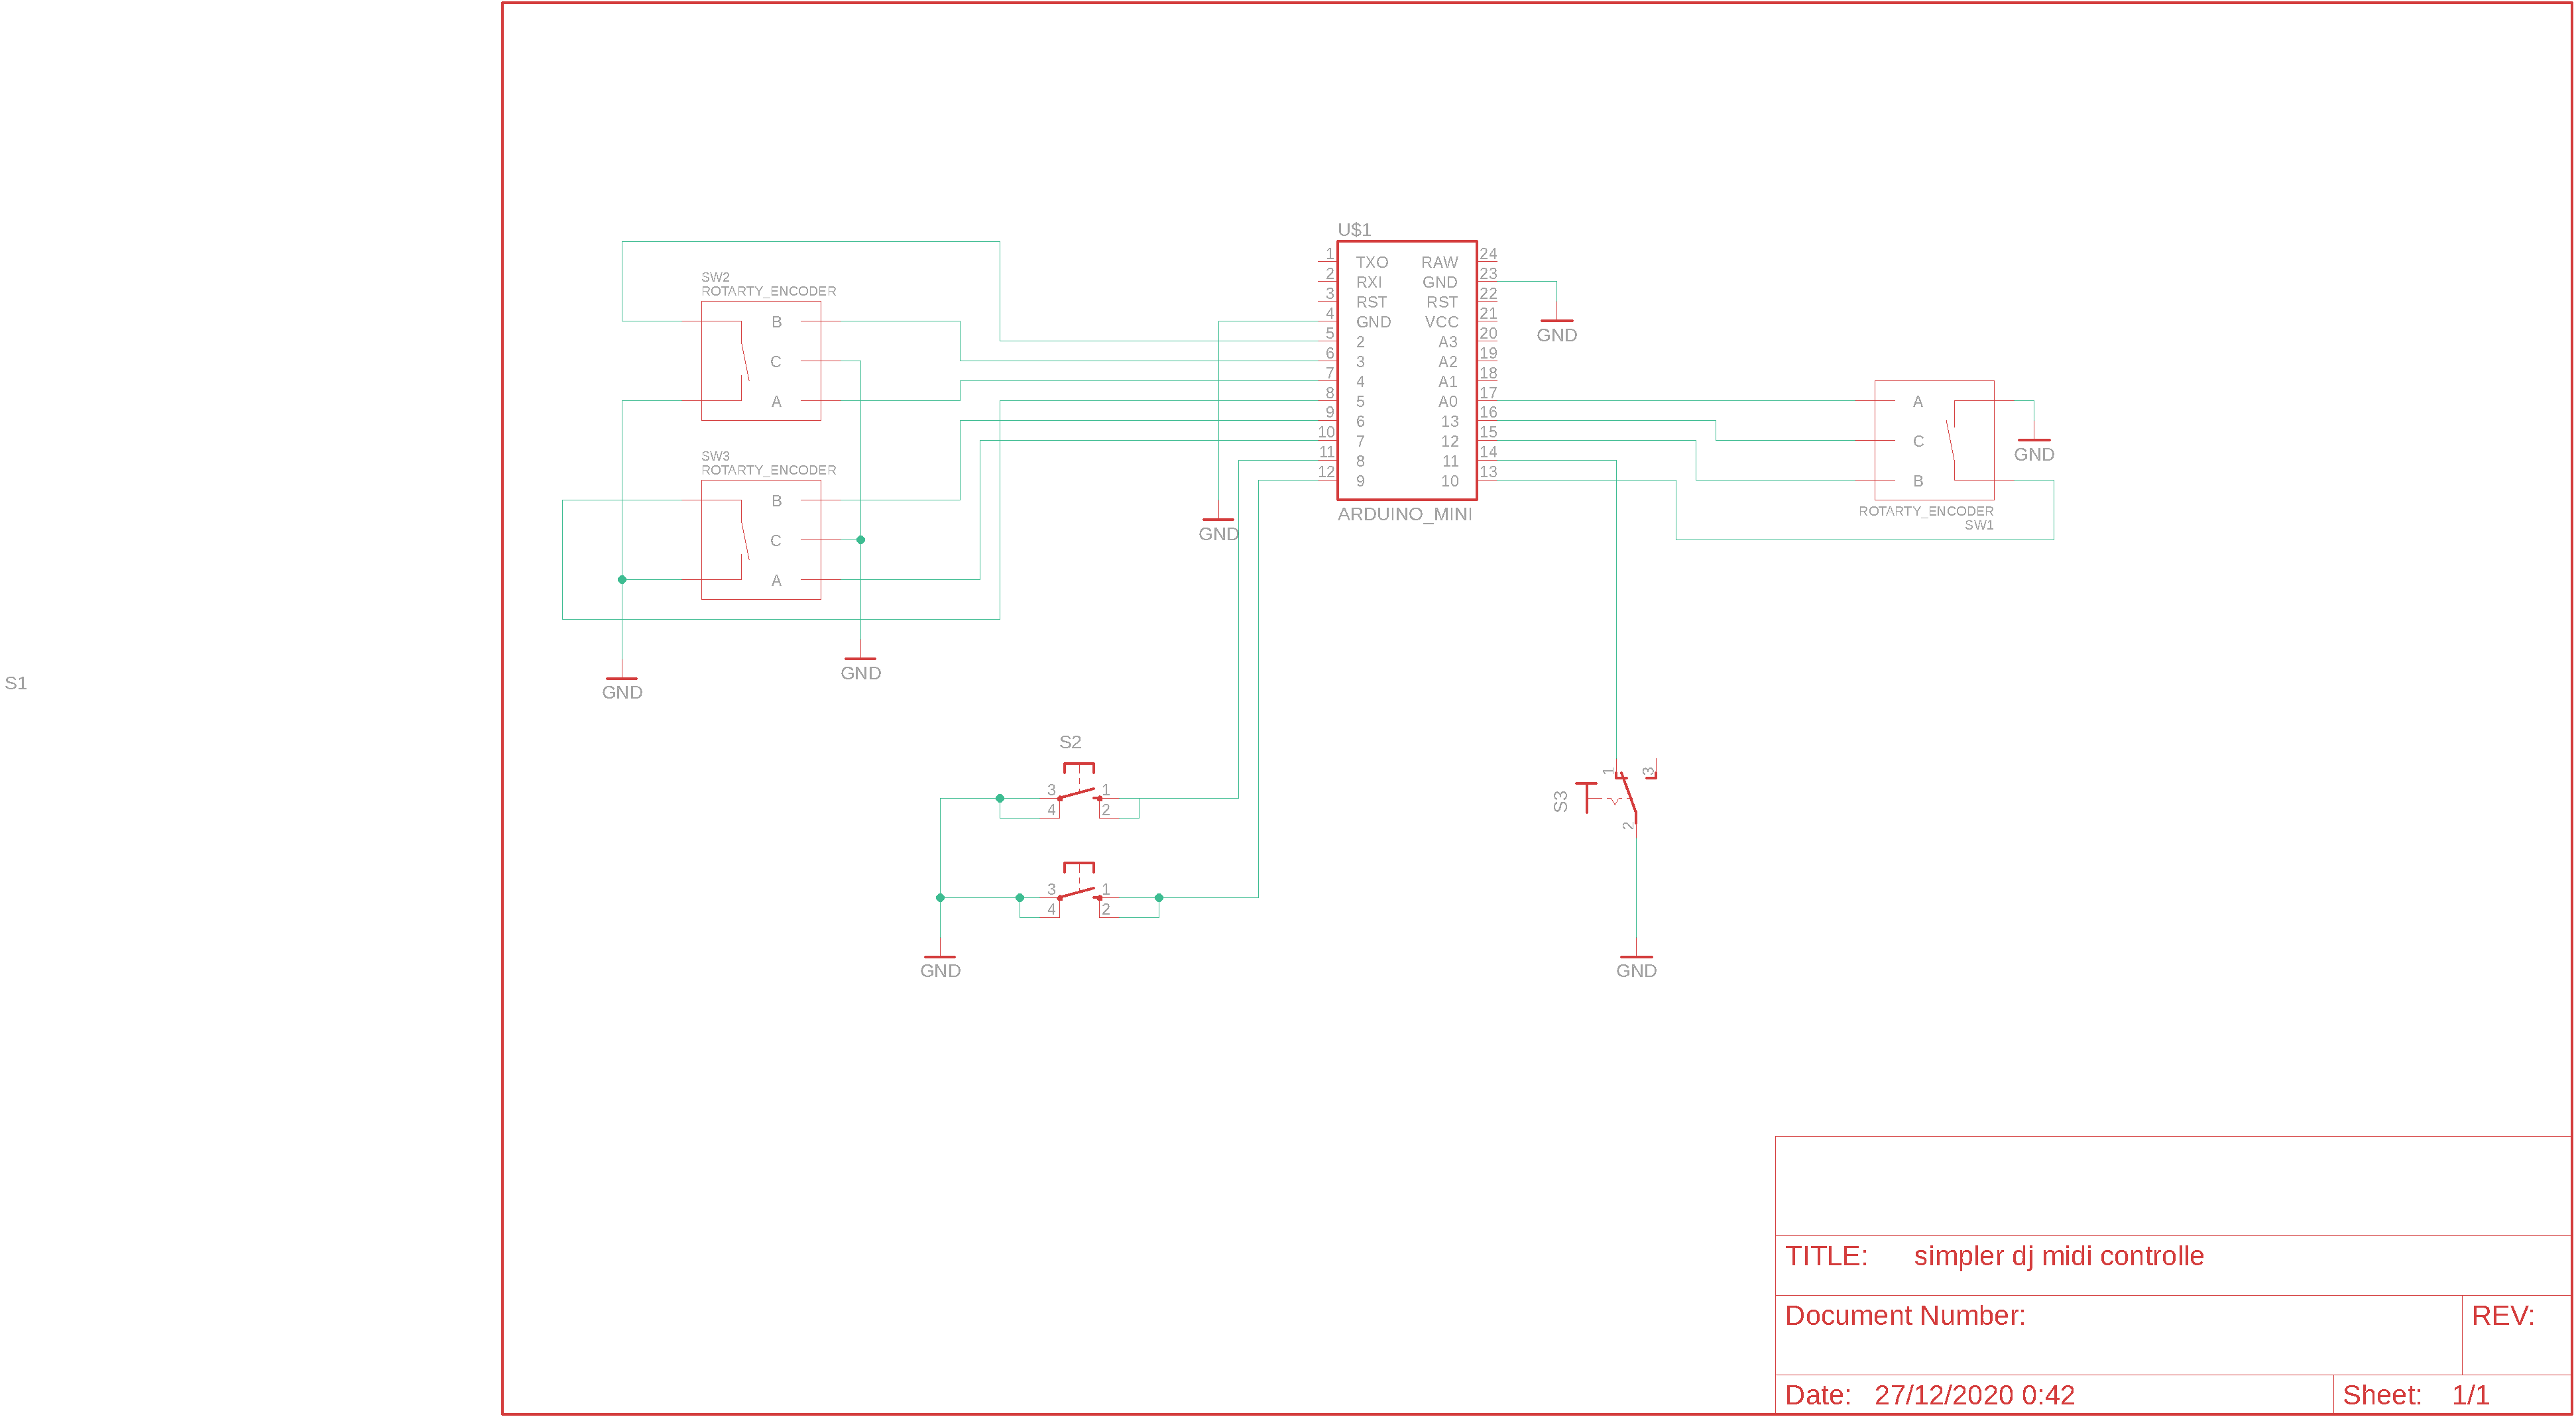 U$1
1 TXO RAW 24
2 RXI GND 23
3 RST RST 22
4 GND VCC 21
5 2 A3 20
6 3 A2 19
7 4 A1 18
8 5 A0 17
9 6 13 16
10 7 12 15
11 8 11 14
12 9 10 13
ARDUINO_MINI
GND
GND
SW2
ROTARTY_ENCODER
B
C
A
SW3
ROTARTY_ENCODER
B
C
A
GND
GND
A
C
B
GND
ROTARTY_ENCODER
SW1
S1
S2
3 1
4 2
3 1
4 2
GND
S3
1 3
2
GND
TITLE: simpler dj midi controlle
Document Number:
REV:
Date: 27/12/2020 0:42
Sheet: 1/1